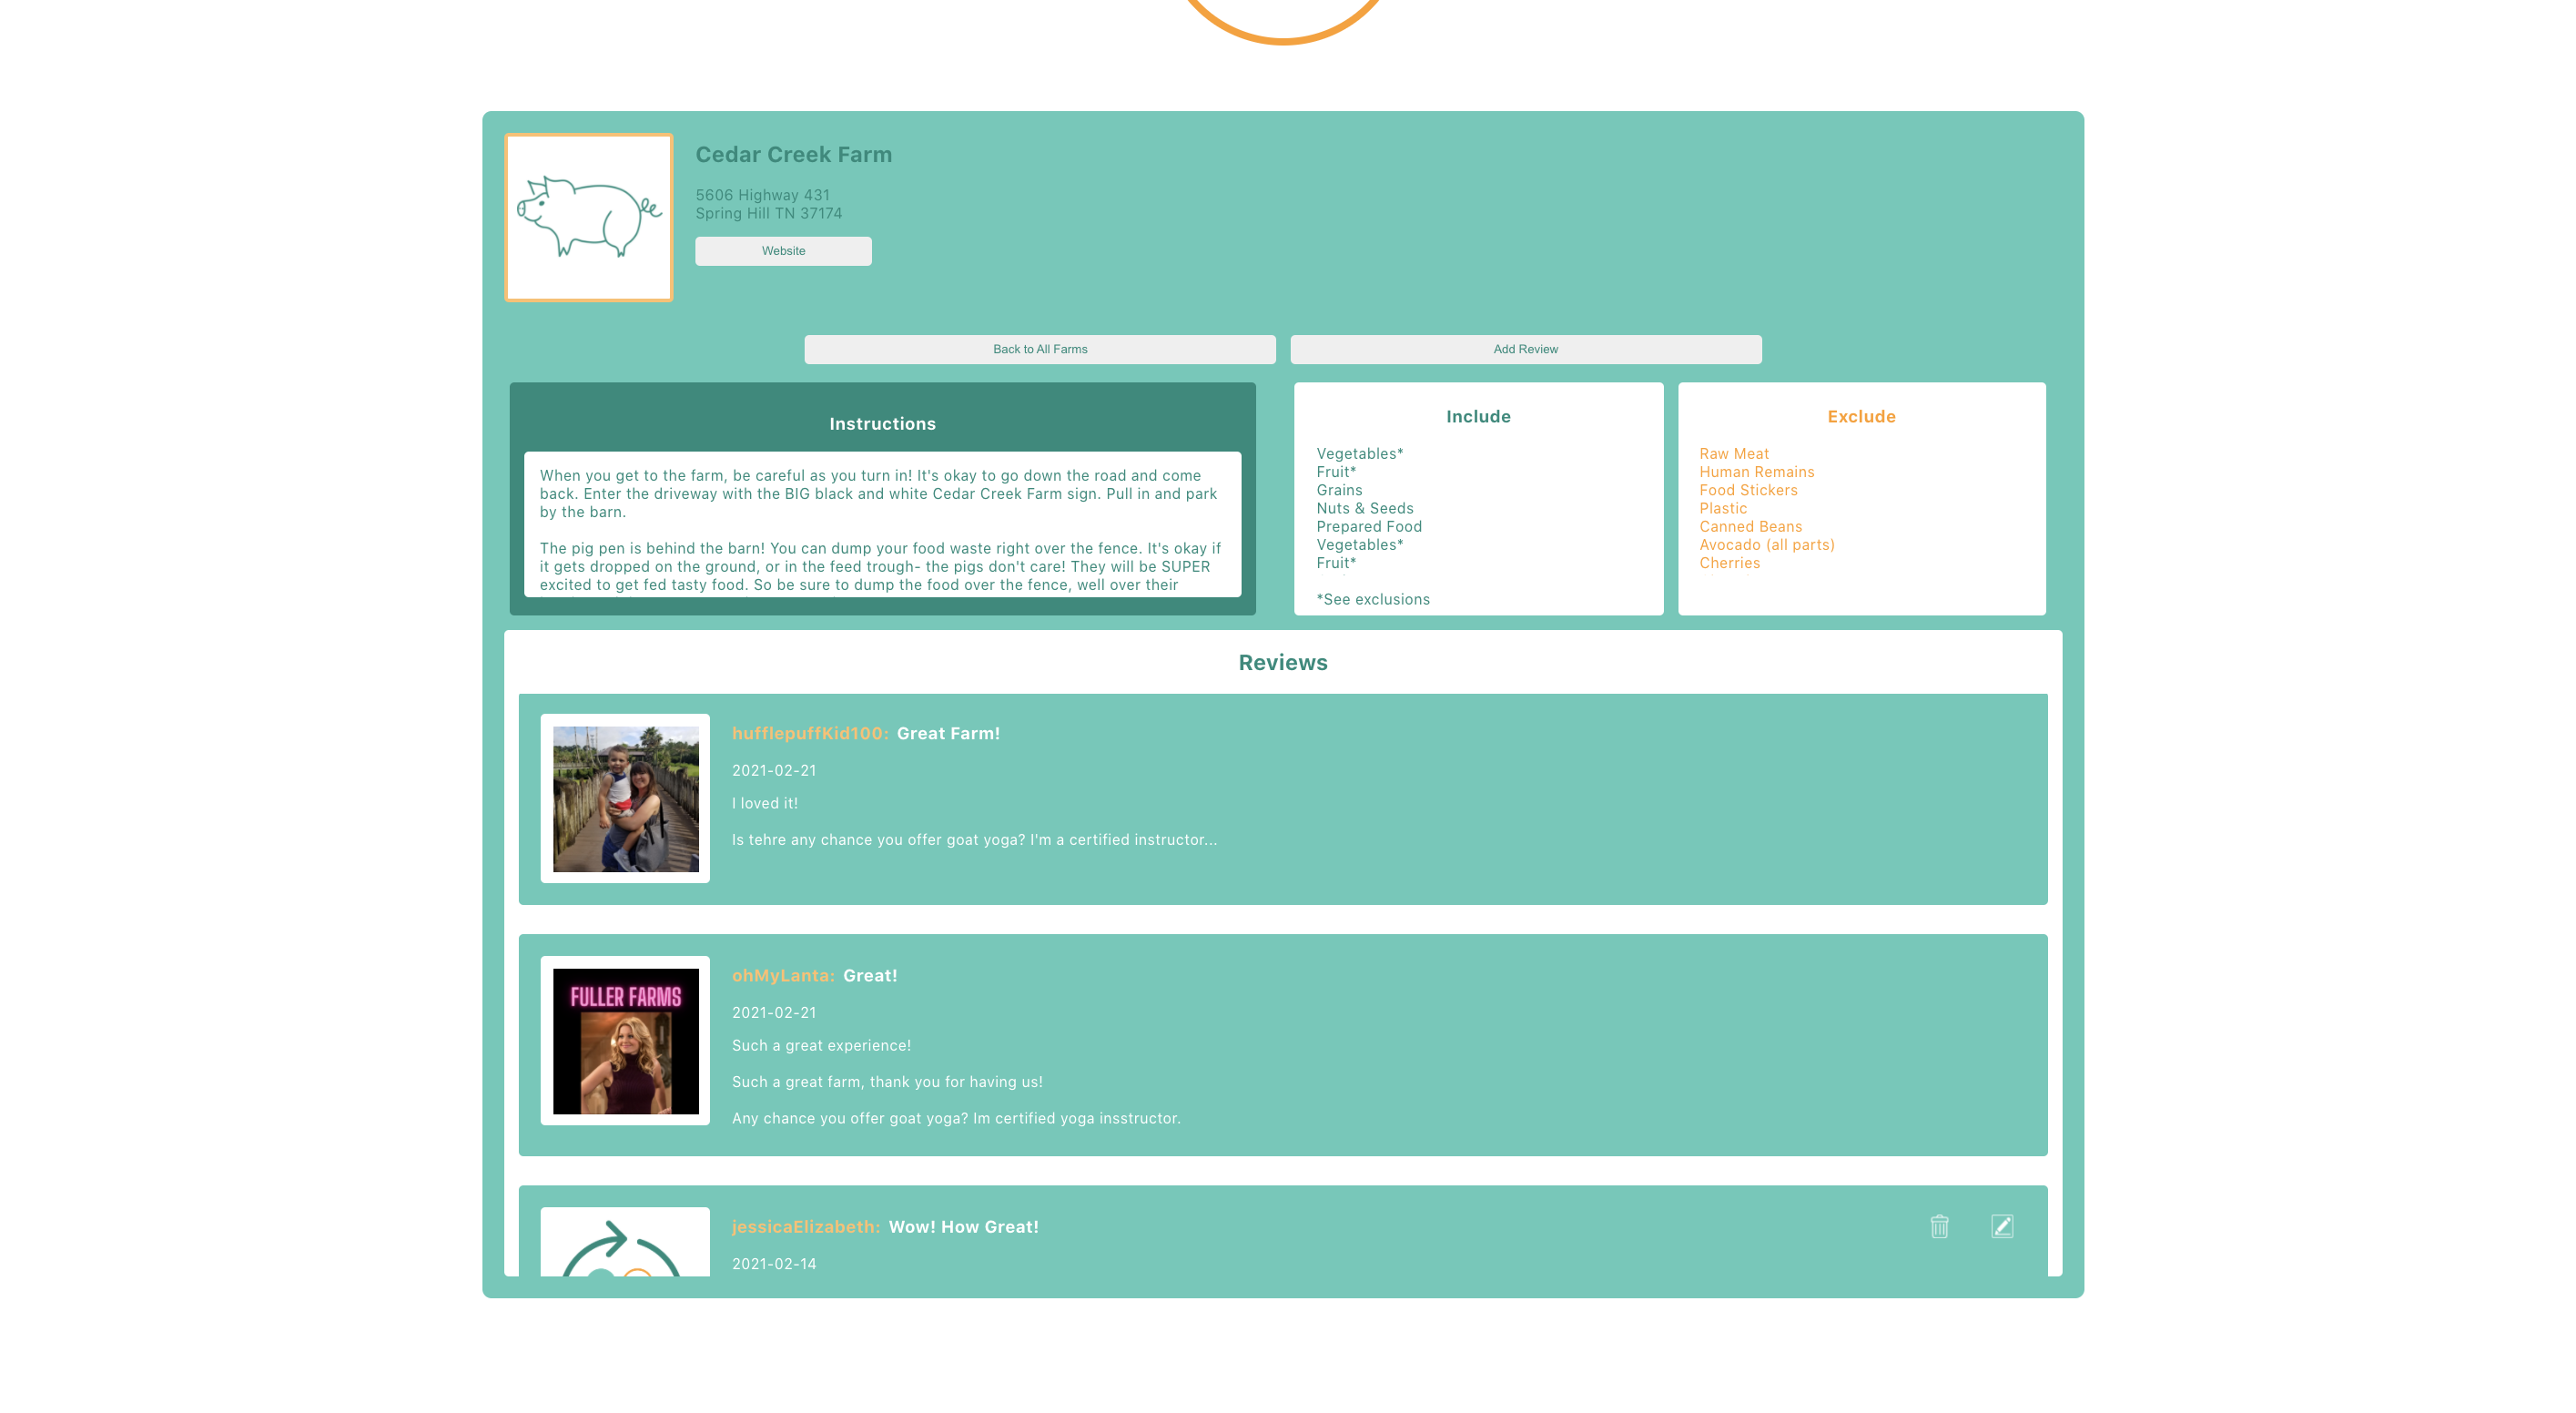 Cedar Creek Farm
5606 Highway 431
Spring Hill TN 37174
Website
Back to All Farms
Add Review
Instructions
When you get to the farm, be careful as you turn in! It's okay to go down the road and come
back. Enter the driveway with the BIG black and white Cedar Creek Farm sign. Pull in and park
by the barn.
The pig pen is behind the barn! You can dump your food waste right over the fence. It's okay if
it gets dropped on the ground, or in the feed trough- the pigs don't care! They will be SUPER
excited to get fed tasty food. So be sure to dump the food over the fence, well over their
Include
Vegetables*
Fruit*
Grains
Nuts & Seeds
Prepared Food
Vegetables*
Fruit*
*See exclusions
Exclude
Raw Meat
Human Remains
Food Stickers
Plastic
Canned Beans
Avocado (all parts)
Cherries
Reviews
hufflepuffKid100: Great Farm!
2021-02-21
I loved it!
Is tehre any chance you offer goat yoga? I'm a certified instructor...
FULLER FARMS
ohMyLanta: Great!
2021-02-21
Such a great experience!
Such a great farm, thank you for having us!
Any chance you offer goat yoga? Im certified yoga insstructor.
jessicaElizabeth: Wow! How Great!
2021-02-14